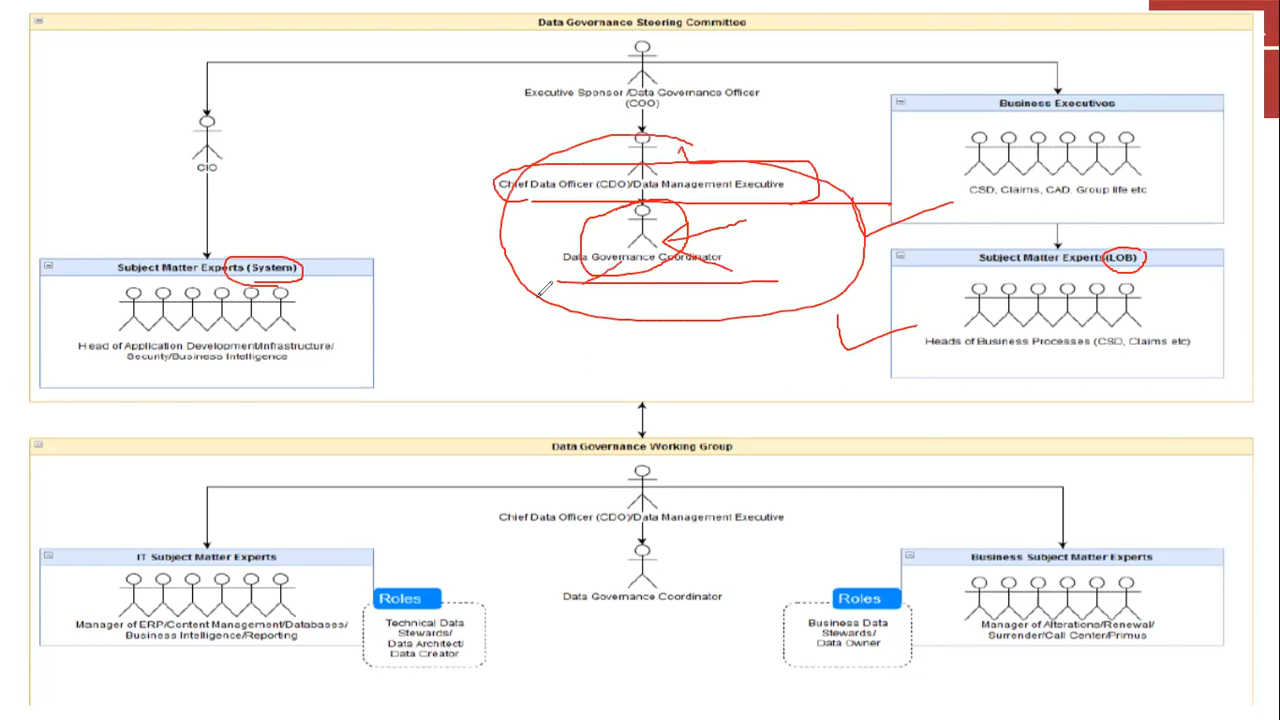 Data Governance Steering Committee
Executive Sponsor /Data Governance Officer
(COO)
Business Executives
CIO
Chief Data Officer (CDO)/Data Management Executive
CSD, Claims, CAD, Group life etc
Data Governance Coordinator
Subject Matter Experts (System)
Subject Matter Experts(LOB)
Head of Application Development/Infrastructure/
Security/Business Intelligence
Heads of Business Processes (CSD, Claims etc)
Data Governance Working Group
Chief Data Officer (CDO)/Data Management Executive
IT Subject Matter Experts
Business Subject Matter Experts
Data Governance Coordinator
Manager of ERP/Content Management/Databases/
Business Intelligence/Reporting
Roles
Technical Data
Stewards/
Data Architect/
Data Creator
Roles
Business Data
Stewards/
Data Owner
Manager of Alterations/Renewal/
Surrender/Call Center/Primus